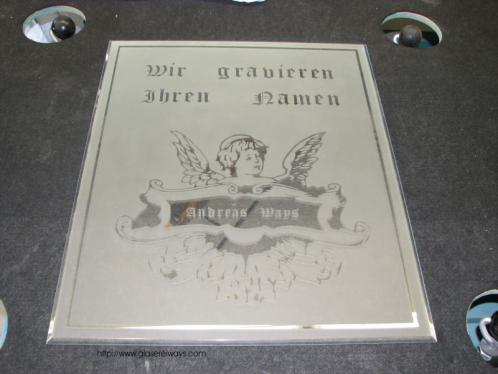 Wir gravieren
Ihren Namen
Andreas Ways
http://www.glasereiways.com